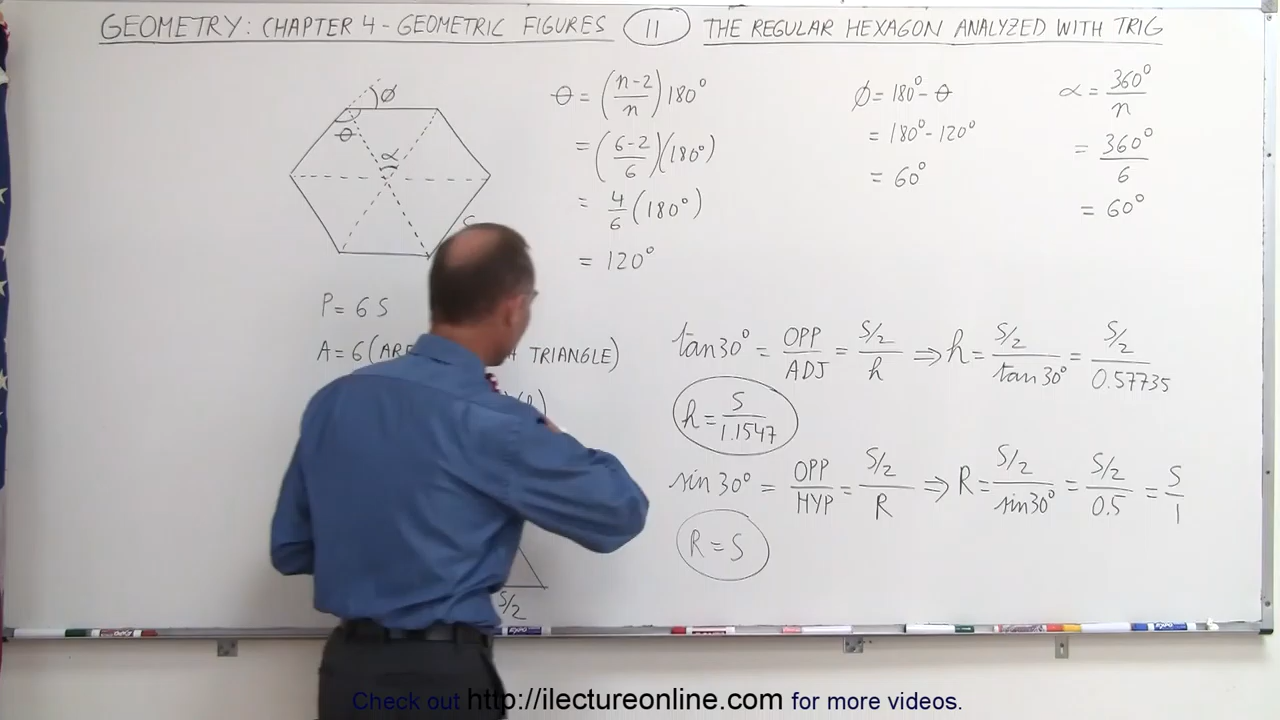 GEOMETRY: CHAPTER 4 - GEOMETRIC FIGURES 11 THE REGULAR HEXAGON ANALYZED WITH TRIG
ϕ
θ
α
S
P = 6 S
A = 6 (TRIANGLE)
S/2
θ = ((n-2)/n) 180°
= ((6-2)/6)(180°)
= 4/6 (180°)
= 120°
ϕ = 180° - θ
= 180° - 120°
= 60°
α = 360°/n
= 360°/6
= 60°
tan 30° = OPP/ADJ = (S/2)/h ⇒ h = (S/2)/tan 30° = (S/2)/0.57735
h = S/1.1547
sin 30° = OPP/HYP = (S/2)/R ⇒ R = (S/2)/sin 30° = (S/2)/0.5 = S/1
R = S
Check out http://ilectureonline.com for more videos.